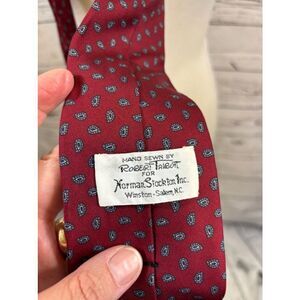 HAND SEWN BY
ROBERT TALBOTT
FOR
Norman Stockton Inc.
Winston-Salem, N.C.